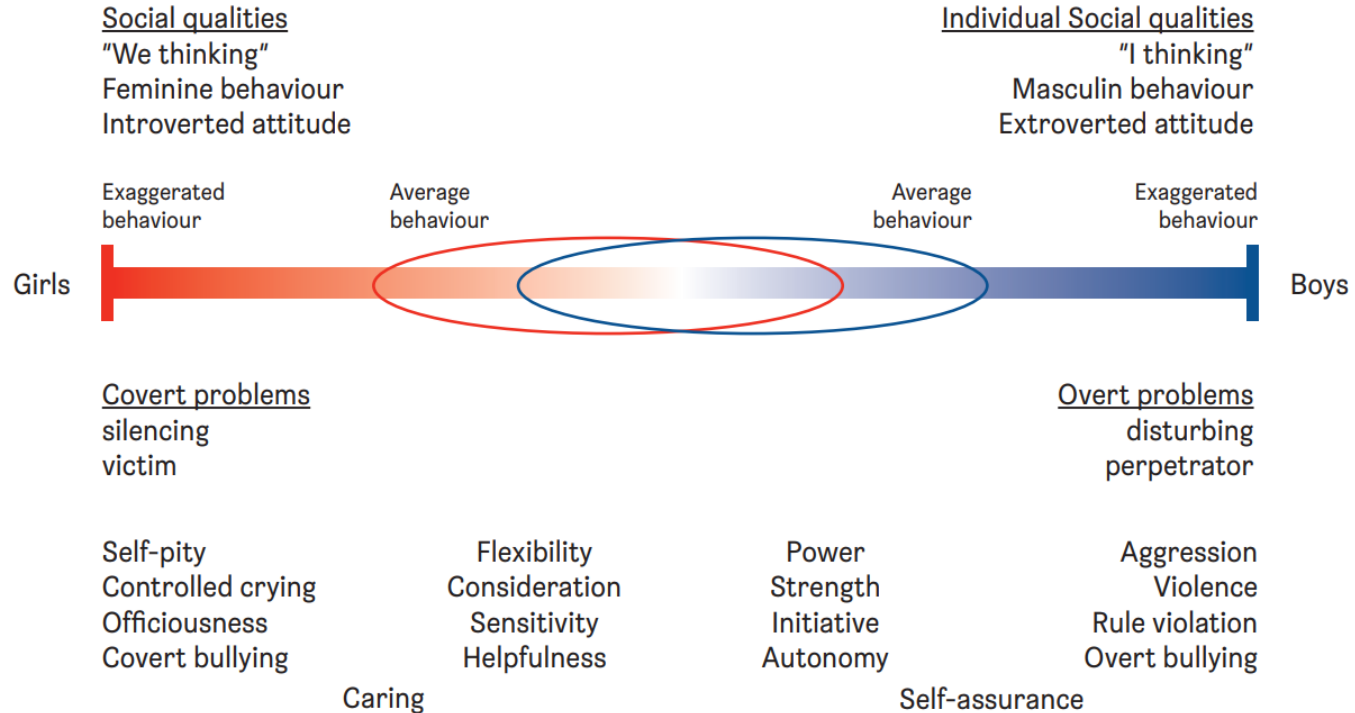 Social qualities
"We thinking"
Feminine behaviour
Introverted attitude
Individual Social qualities
"I thinking"
Masculin behaviour
Extroverted attitude
Exaggerated
behaviour
Average
behaviour
Average
behaviour
Exaggerated
behaviour
Girls
Boys
Covert problems
silencing
victim
Overt problems
disturbing
perpetrator
Self-pity
Controlled crying
Officiousness
Covert bullying
Flexibility
Consideration
Sensitivity
Helpfulness
Power
Strength
Initiative
Autonomy
Aggression
Violence
Rule violation
Overt bullying
Caring
Self-assurance